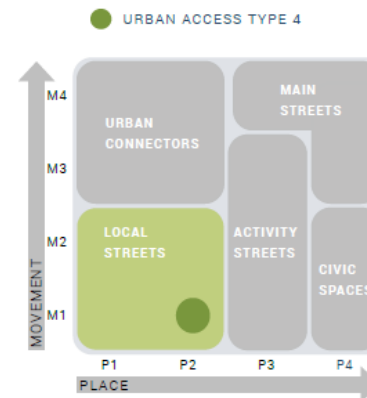 URBAN ACCESS TYPE 4
M4
MAIN
STREETS
URBAN
CONNECTORS
M3
M2
LOCAL
STREETS
ACTIVITY
STREETS
CIVIC
SPACES
M1
MOVEMENT
P1 P2 P3 P4
PLACE